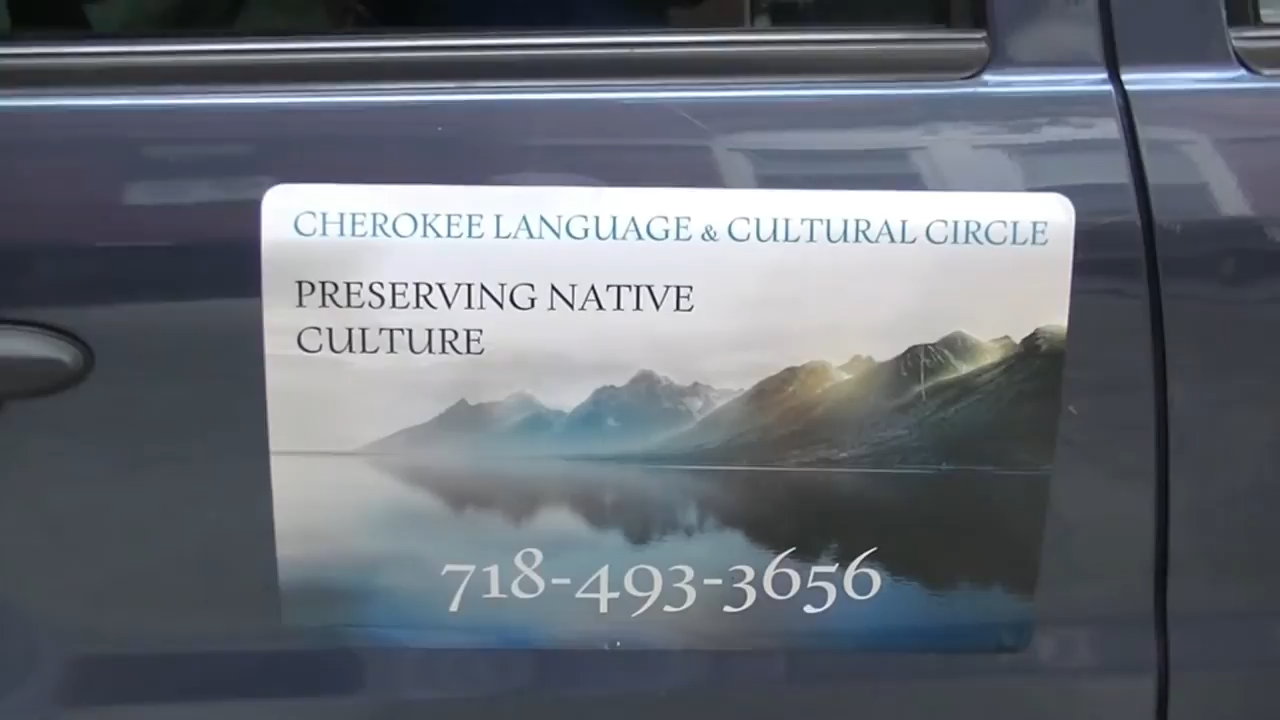 CHEROKEE LANGUAGE & CULTURAL CIRCLE
PRESERVING NATIVE
CULTURE
718-493-3656